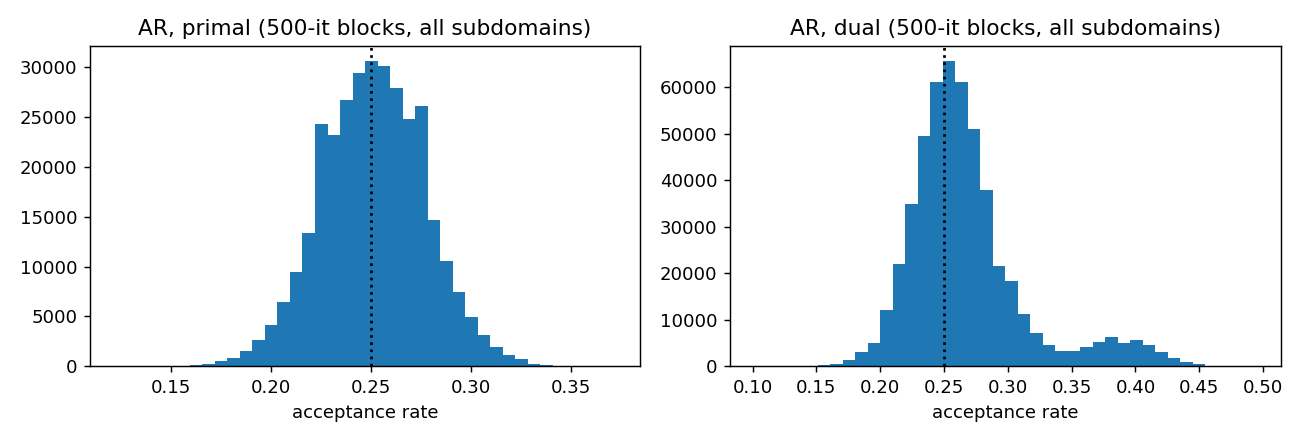 AR, primal (500-it blocks, all subdomains)
30000
25000
20000
15000
10000
5000
0
0.15 0.20 0.25 0.30 0.35
acceptance rate
AR, dual (500-it blocks, all subdomains)
60000
50000
40000
30000
20000
10000
0
0.10 0.15 0.20 0.25 0.30 0.35 0.40 0.45 0.50
acceptance rate